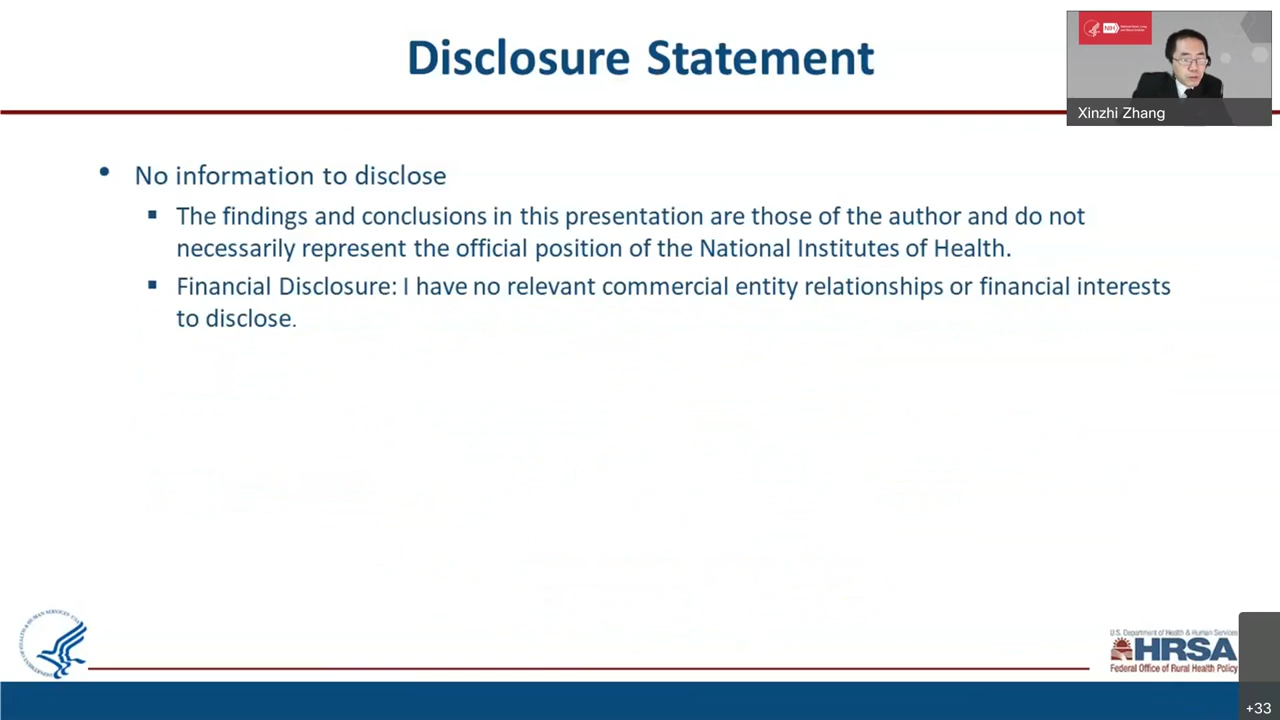 Disclosure Statement
NIH
Xinzhi Zhang
• No information to disclose
▪ The findings and conclusions in this presentation are those of the author and do not
necessarily represent the official position of the National Institutes of Health.
▪ Financial Disclosure: I have no relevant commercial entity relationships or financial interests
to disclose.
U.S. Department of Health & Human Services
HRSA
Federal Office of Rural Health Policy
+33